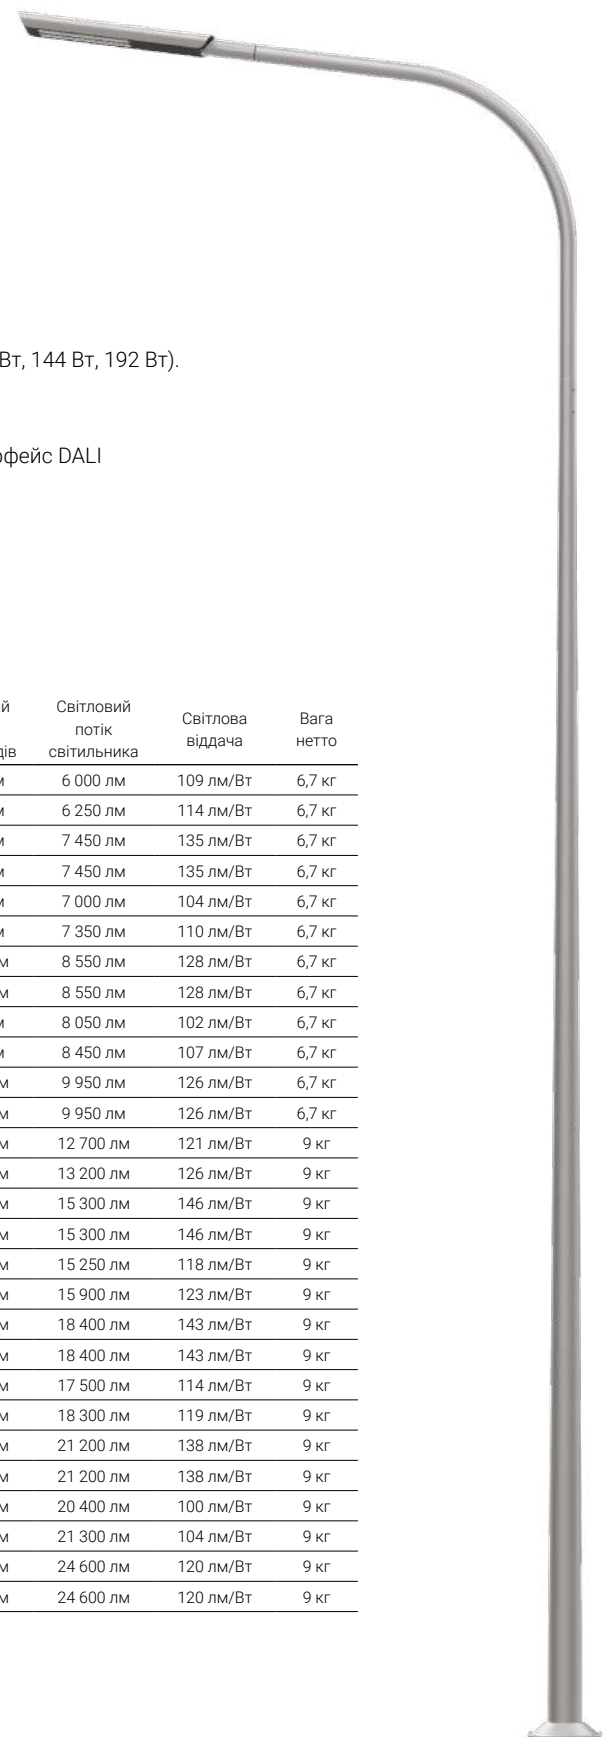 Вт, 144 Вт, 192 Вт).
рфейс DALI
й Світловий
потік Світлова Вага
дів світильника віддача нетто
м 6 000 лм 109 лм/Вт 6,7 кг
м 6 250 лм 114 лм/Вт 6,7 кг
м 7 450 лм 135 лм/Вт 6,7 кг
м 7 450 лм 135 лм/Вт 6,7 кг
м 7 000 лм 104 лм/Вт 6,7 кг
м 7 350 лм 110 лм/Вт 6,7 кг
м 8 550 лм 128 лм/Вт 6,7 кг
м 8 550 лм 128 лм/Вт 6,7 кг
м 8 050 лм 102 лм/Вт 6,7 кг
м 8 450 лм 107 лм/Вт 6,7 кг
м 9 950 лм 126 лм/Вт 6,7 кг
м 9 950 лм 126 лм/Вт 6,7 кг
м 12 700 лм 121 лм/Вт 9 кг
м 13 200 лм 126 лм/Вт 9 кг
м 15 300 лм 146 лм/Вт 9 кг
м 15 300 лм 146 лм/Вт 9 кг
м 15 250 лм 118 лм/Вт 9 кг
м 15 900 лм 123 лм/Вт 9 кг
м 18 400 лм 143 лм/Вт 9 кг
м 18 400 лм 143 лм/Вт 9 кг
м 17 500 лм 114 лм/Вт 9 кг
м 18 300 лм 119 лм/Вт 9 кг
м 21 200 лм 138 лм/Вт 9 кг
м 21 200 лм 138 лм/Вт 9 кг
м 20 400 лм 100 лм/Вт 9 кг
м 21 300 лм 104 лм/Вт 9 кг
м 24 600 лм 120 лм/Вт 9 кг
м 24 600 лм 120 лм/Вт 9 кг